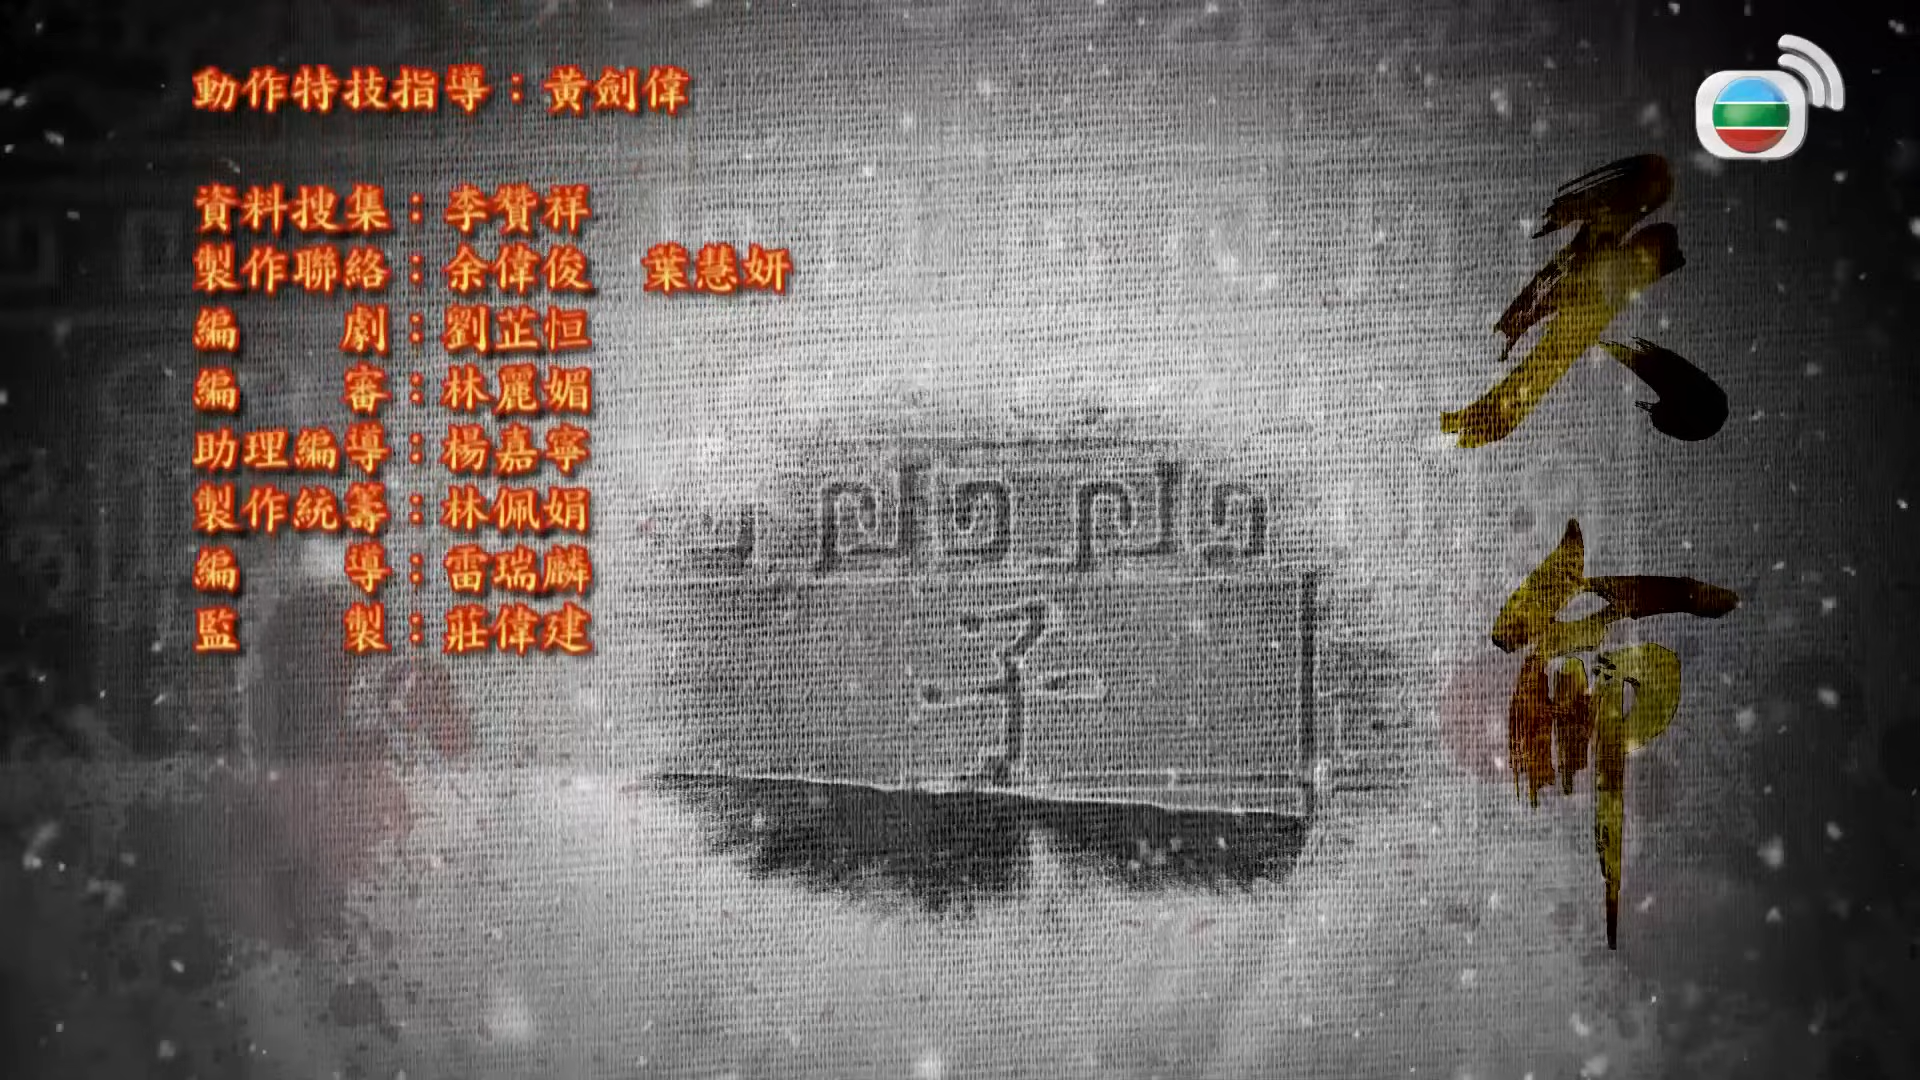 動作特技指導：黃劍偉
資料搜集：李贊祥
製作聯絡：余偉俊　葉慧妍
編　　劇：劉芷恒
編　　審：林麗媚
助理編導：楊嘉寧
製作統籌：林佩娟
編　　導：雷瑞麟
監　　製：莊偉建
天命
子